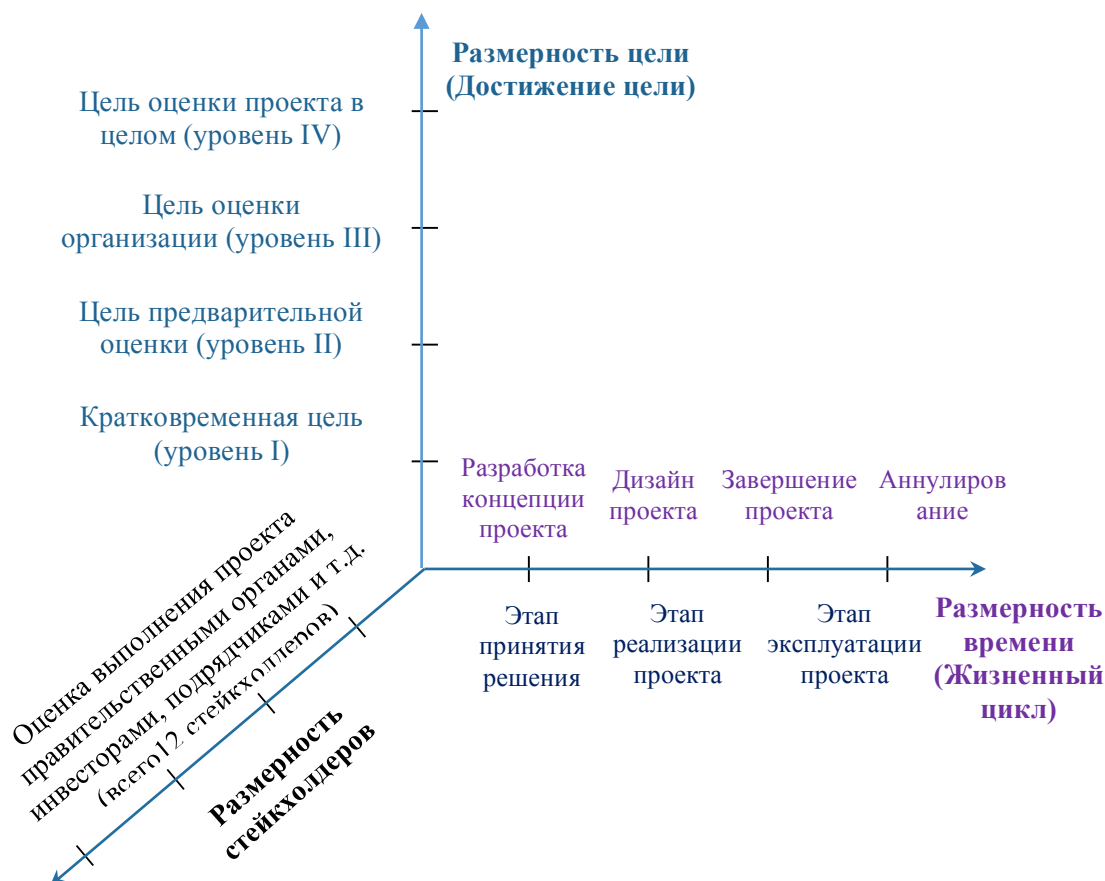 Размерность цели
(Достижение цели)
Цель оценки проекта в
целом (уровень IV)
Цель оценки
организации (уровень III)
Цель предварительной
оценки (уровень II)
Кратковременная цель
(уровень I)
Разработка
концепции
проекта
Дизайн
проекта
Завершение
проекта
Аннулиров
ание
Этап
принятия
решения
Этап
реализации
проекта
Этап
эксплуатации
проекта
Размерность
времени
(Жизненный
цикл)
Оценка выполнения проекта
правительственными органами,
инвесторами, подрядчиками и т.д.
(всего12 стейкхолдеров)
Размерность
стейкхолдеров